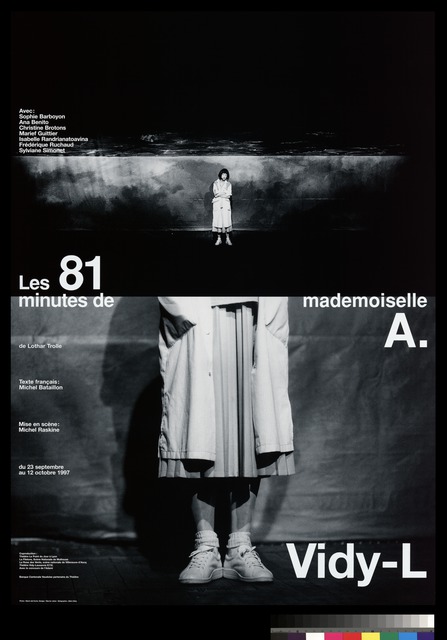 Avec:
Sophie Barboyon
Ana Benito
Christine Brotons
Marief Guittier
Isabelle Randrianatoavina
Frédérique Ruchaud
Sylviane Simonet
Les 81
minutes de mademoiselle
A.
de Lothar Trolle
Texte français:
Michel Bataillon
Mise en scène:
Michel Raskine
du 23 septembre
au 12 octobre 1997
Vidy-L